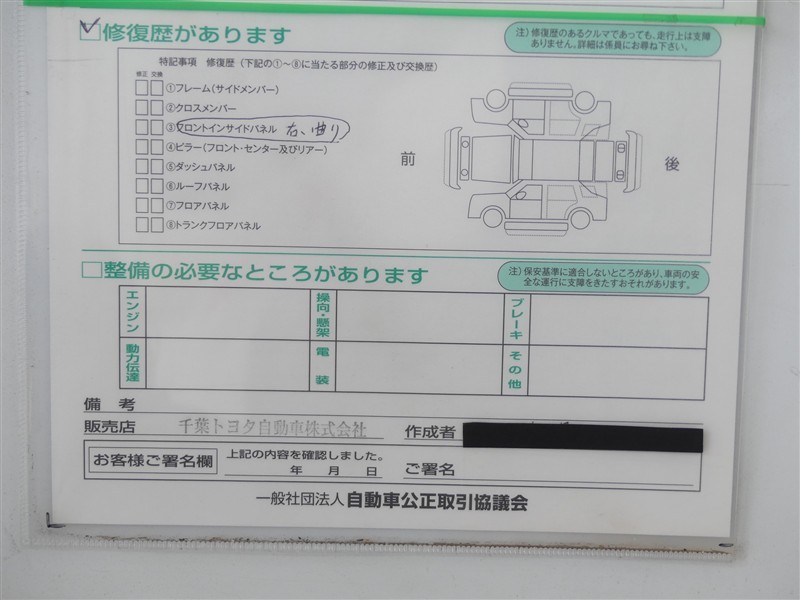 修復歴があります
注）修復歴のあるクルマであっても、走行上は支障
ありません。詳細は係員にお尋ね下さい。
特記事項 修復歴（下記の①〜⑧に当たる部分の修正及び交換歴）
修正 交換
①フレーム（サイドメンバー）
②クロスメンバー
③フロントインサイドパネル 右、曲り
④ピラー（フロント・センター及びリアー）
⑤ダッシュパネル
⑥ルーフパネル
⑦フロアパネル
⑧トランクフロアパネル
前
後
整備の必要なところがあります
注）保安基準に適合しないところがあり、車両の安
全な運行に支障をきたすおそれがあります。
エンジン
操向・懸架
ブレーキ
動力伝達
電装
その他
備考
販売店 千葉トヨタ自動車株式会社 作成者
お客様ご署名欄
上記の内容を確認しました。
年 月 日 ご署名
一般社団法人 自動車公正取引協議会